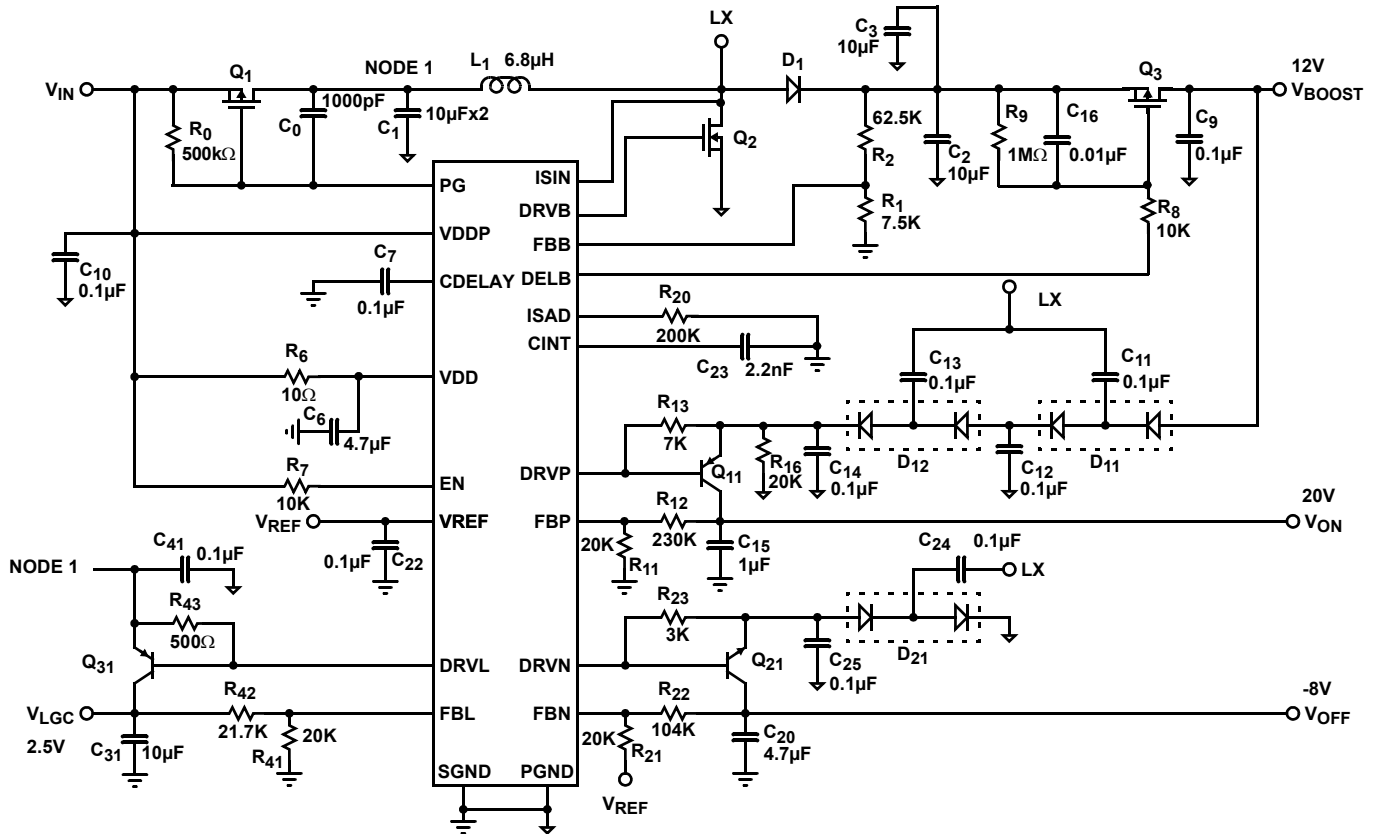 LX
C3
10µF
VIN
Q1
NODE 1
L1 6.8µH
D1
Q3
12V
VBOOST
R0
500kΩ
1000pF
C0
C1
10µFx2
Q2
62.5K
R2
C2
10µF
R9
1MΩ
C16
0.01µF
C9
0.1µF
PG
ISIN
DRVB
R1
7.5K
R8
10K
VDDP
FBB
C10
0.1µF
C7
0.1µF
CDELAY
DELB
LX
ISAD
R20
200K
CINT
C23
2.2nF
C13
0.1µF
C11
0.1µF
R6
10Ω
VDD
C6
4.7µF
R13
7K
D12
D11
R7
10K
EN
DRVP
Q11
R16
20K
C14
0.1µF
C12
0.1µF
VREF
VREF
FBP
R12
230K
20V
VON
0.1µF
C22
20K
R11
C15
1µF
C24
0.1µF
LX
NODE 1
C41
0.1µF
R43
500Ω
R23
3K
D21
Q31
DRVL
DRVN
Q21
C25
0.1µF
VLGC
2.5V
R42
21.7K
FBL
FBN
R22
104K
-8V
VOFF
C31
10µF
20K
R41
20K
R21
C20
4.7µF
SGND
PGND
VREF